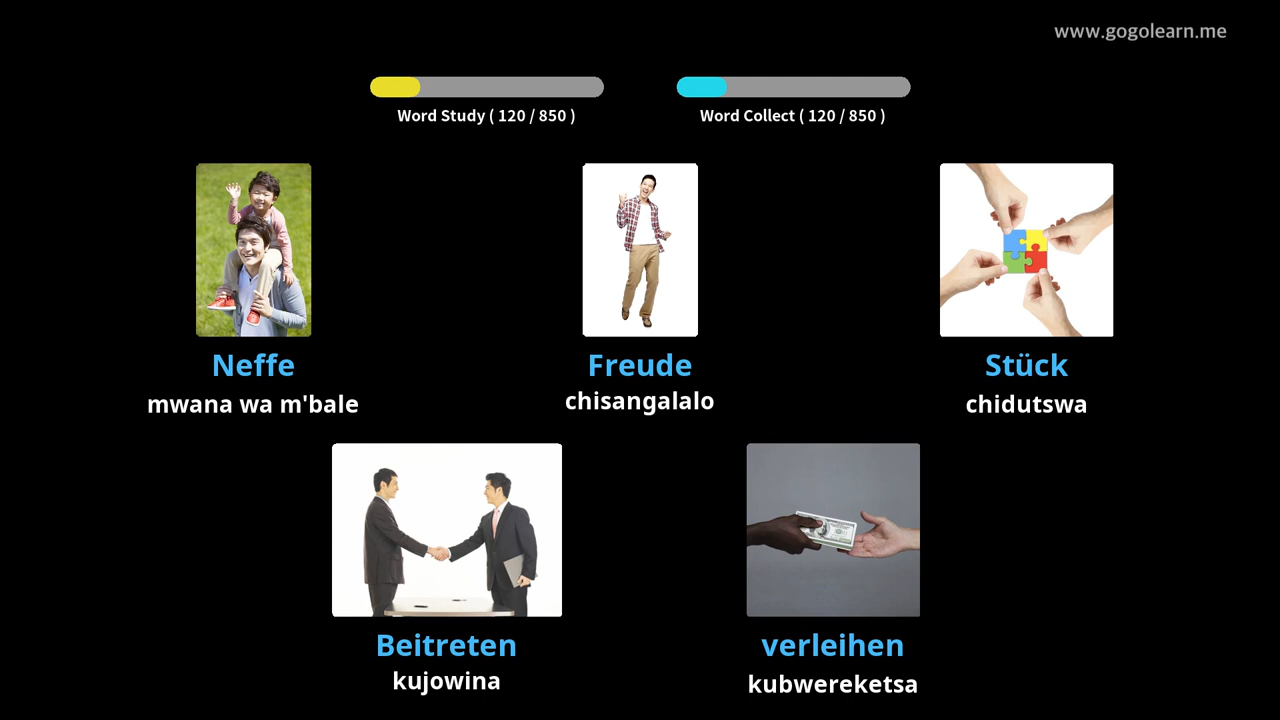 www.gogolearn.me
Word Study ( 120 / 850 )
Word Collect ( 120 / 850 )
Neffe
mwana wa m'bale
Freude
chisangalalo
Stück
chidutswa
Beitreten
kujowina
verleihen
kubwereketsa